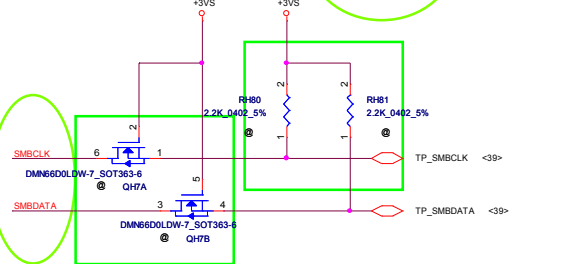 +3VS
+3VS
2
2
RH80
2.2K_0402_5%
@
RH81
2.2K_0402_5%
@
1
1
2
SMBCLK
6
1
TP_SMBCLK <39>
DMN66D0LDW-7_SOT363-6
@
QH7A
5
SMBDATA
3
4
TP_SMBDATA <39>
DMN66D0LDW-7_SOT363-6
@
QH7B